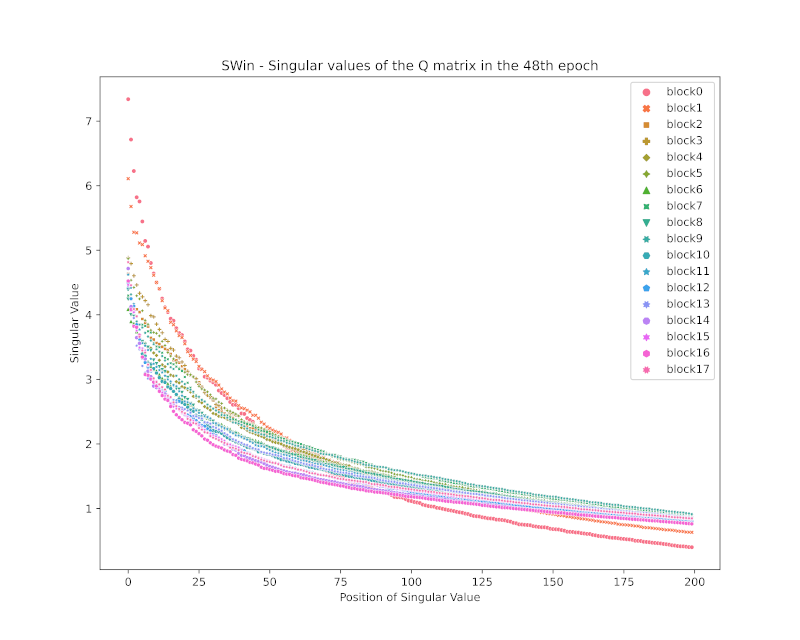 SWin - Singular values of the Q matrix in the 48th epoch
block0
block1
block2
block3
block4
block5
block6
block7
block8
block9
block10
block11
block12
block13
block14
block15
block16
block17
7
6
5
4
3
2
1
Singular Value
0 25 50 75 100 125 150 175 200
Position of Singular Value